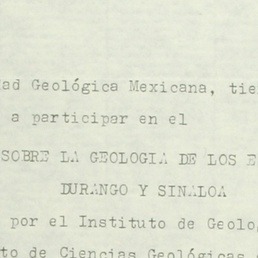 ad Geológica Mexicana, tie
a participar en el
SOBRE LA GEOLOGIA DE LOS E
DURANGO Y SINALOA
por el Instituto de Geolo
to de Ciencias Geológicas